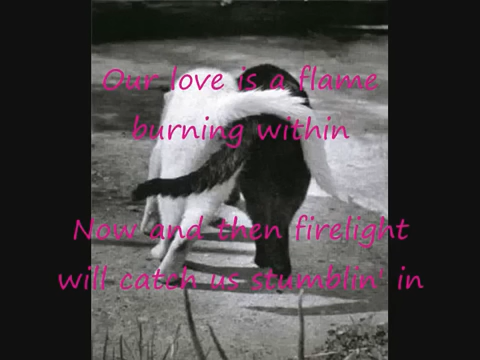 Our love is a flame
burning within
Now and then firelight
will catch us stumblin' in